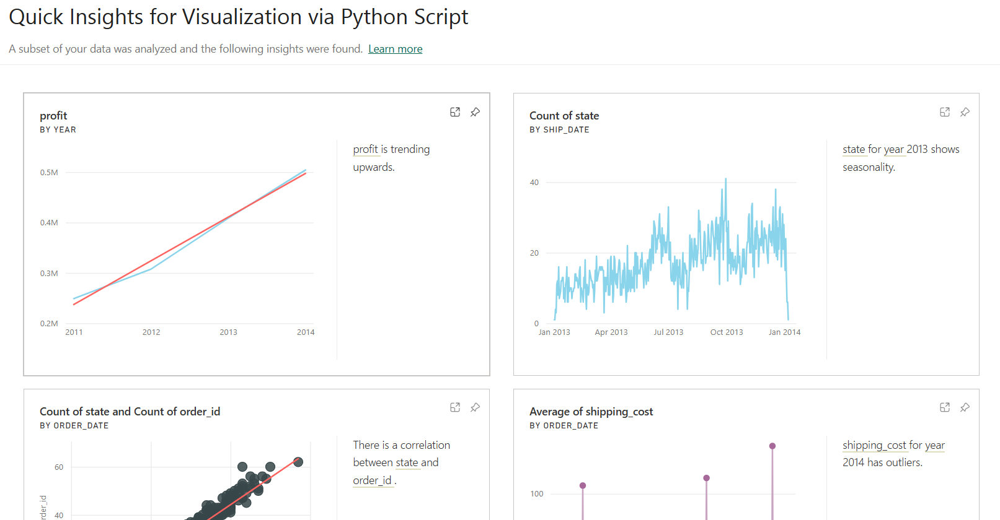 Quick Insights for Visualization via Python Script
A subset of your data was analyzed and the following insights were found. Learn more
profit
BY YEAR
0.5M
0.4M
0.3M
0.2M
2011 2012 2013 2014
profit is trending
upwards.
Count of state
BY SHIP_DATE
40
20
0
Jan 2013 Apr 2013 Jul 2013 Oct 2013 Jan 2014
state for year 2013 shows
seasonality.
Count of state and Count of order_id
BY ORDER_DATE
60
40
There is a correlation
between state and
order_id .
Average of shipping_cost
BY ORDER_DATE
100
shipping_cost for year
2014 has outliers.